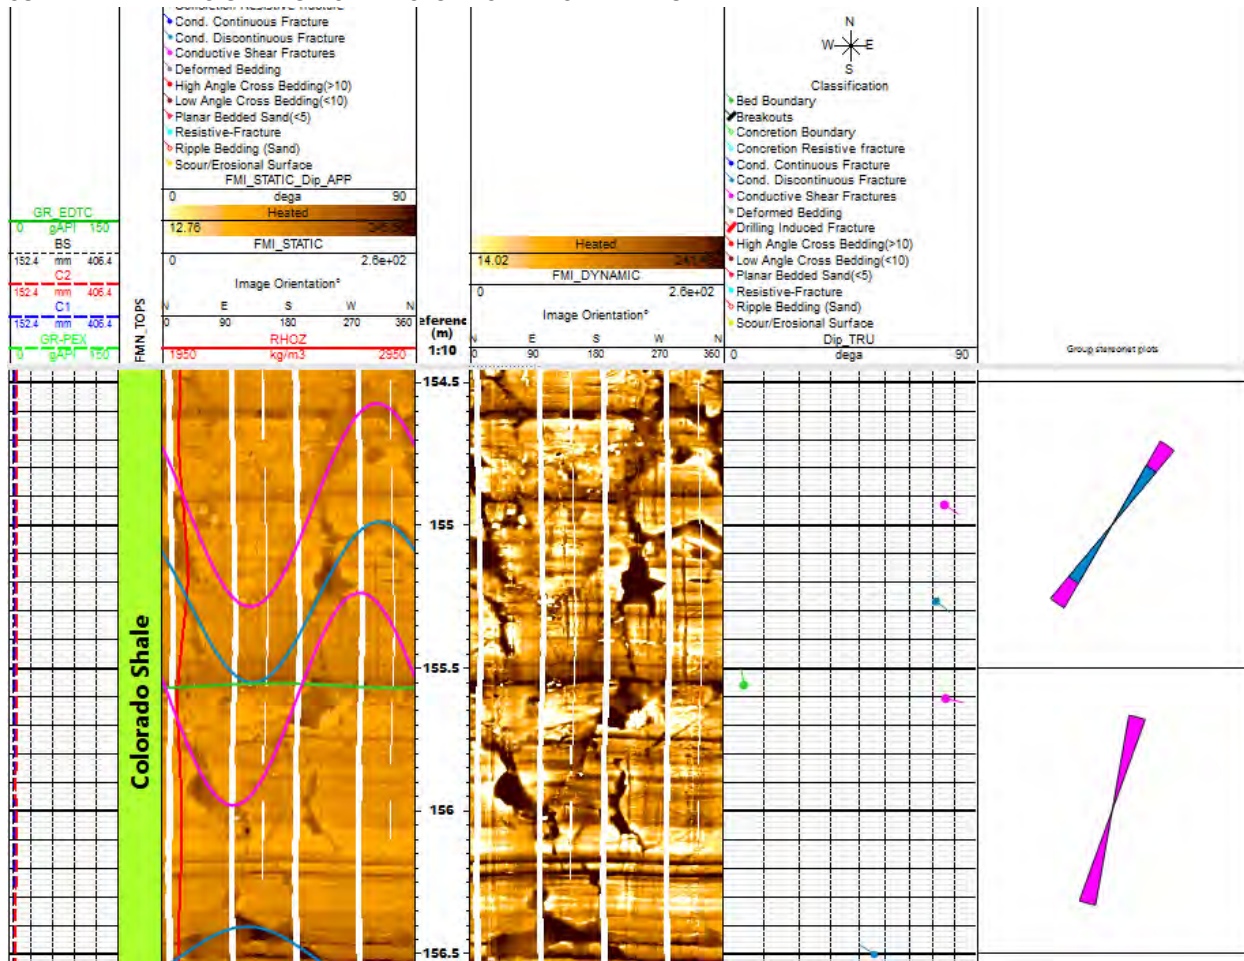 Cond. Continuous Fracture
Cond. Discontinuous Fracture
Conductive Shear Fractures
Deformed Bedding
High Angle Cross Bedding(>10)
Low Angle Cross Bedding(<10)
Planar Bedded Sand(<5)
Resistive-Fracture
Ripple Bedding (Sand)
Scour/Erosional Surface
FMI_STATIC_Dip_APP
0 dega 90
Heated
12.76
FMI_STATIC
0 2.6e+02
Image Orientation°
N E S W N
0 90 180 270 360
RHOZ
1950 kg/m3 2950
GR_EDTC
0 gAPI 150
BS
152.4 mm 406.4
C2
152.4 mm 406.4
C1
152.4 mm 406.4
GR-PEX
0 gAPI 150
FMN_TOPS
(m)
1:10
Heated
14.02
FMI_DYNAMIC
0 2.6e+02
Image Orientation°
N E S W N
0 90 180 270 360
N
W E
S
Classification
Bed Boundary
Breakouts
Concretion Boundary
Concretion Resistive fracture
Cond. Continuous Fracture
Cond. Discontinuous Fracture
Conductive Shear Fractures
Deformed Bedding
Drilling Induced Fracture
High Angle Cross Bedding(>10)
Low Angle Cross Bedding(<10)
Planar Bedded Sand(<5)
Resistive-Fracture
Ripple Bedding (Sand)
Scour/Erosional Surface
Dip_TRU
0 dega 90
Group stereonet plots
Colorado Shale
154.5
155
155.5
156
156.5